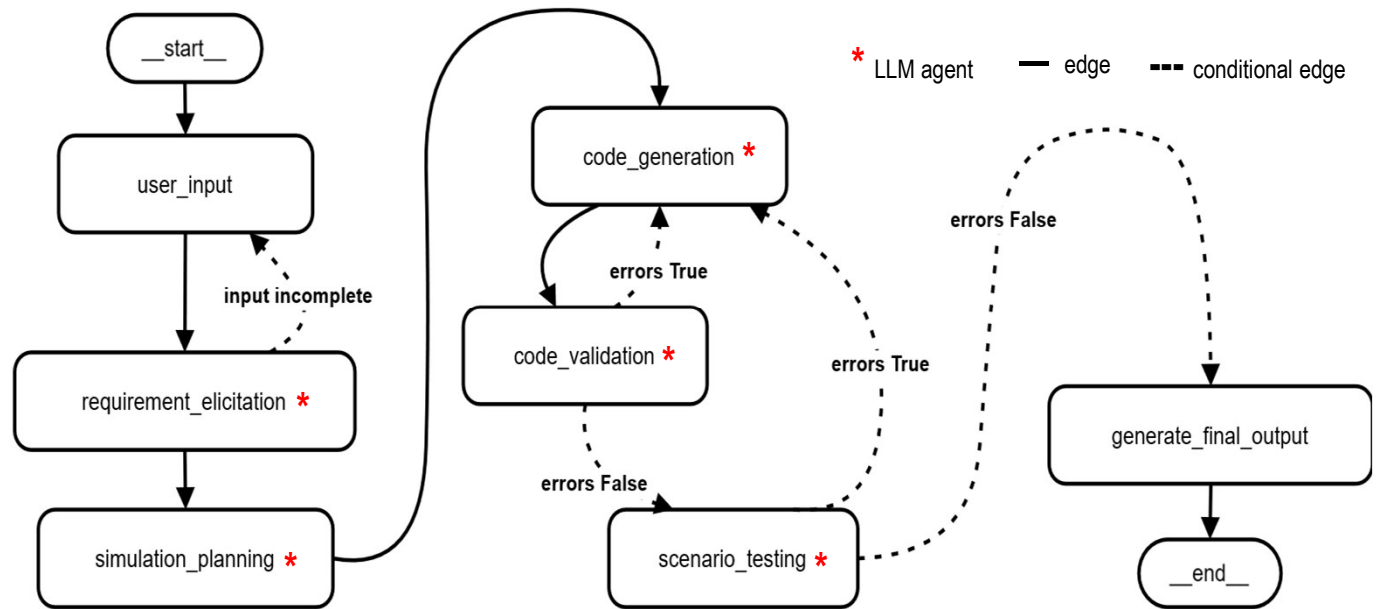 __start__
* LLM agent
edge
conditional edge
user_input
code_generation *
errors False
input incomplete
errors True
code_validation *
errors True
requirement_elicitation *
generate_final_output
errors False
simulation_planning *
scenario_testing *
__end__